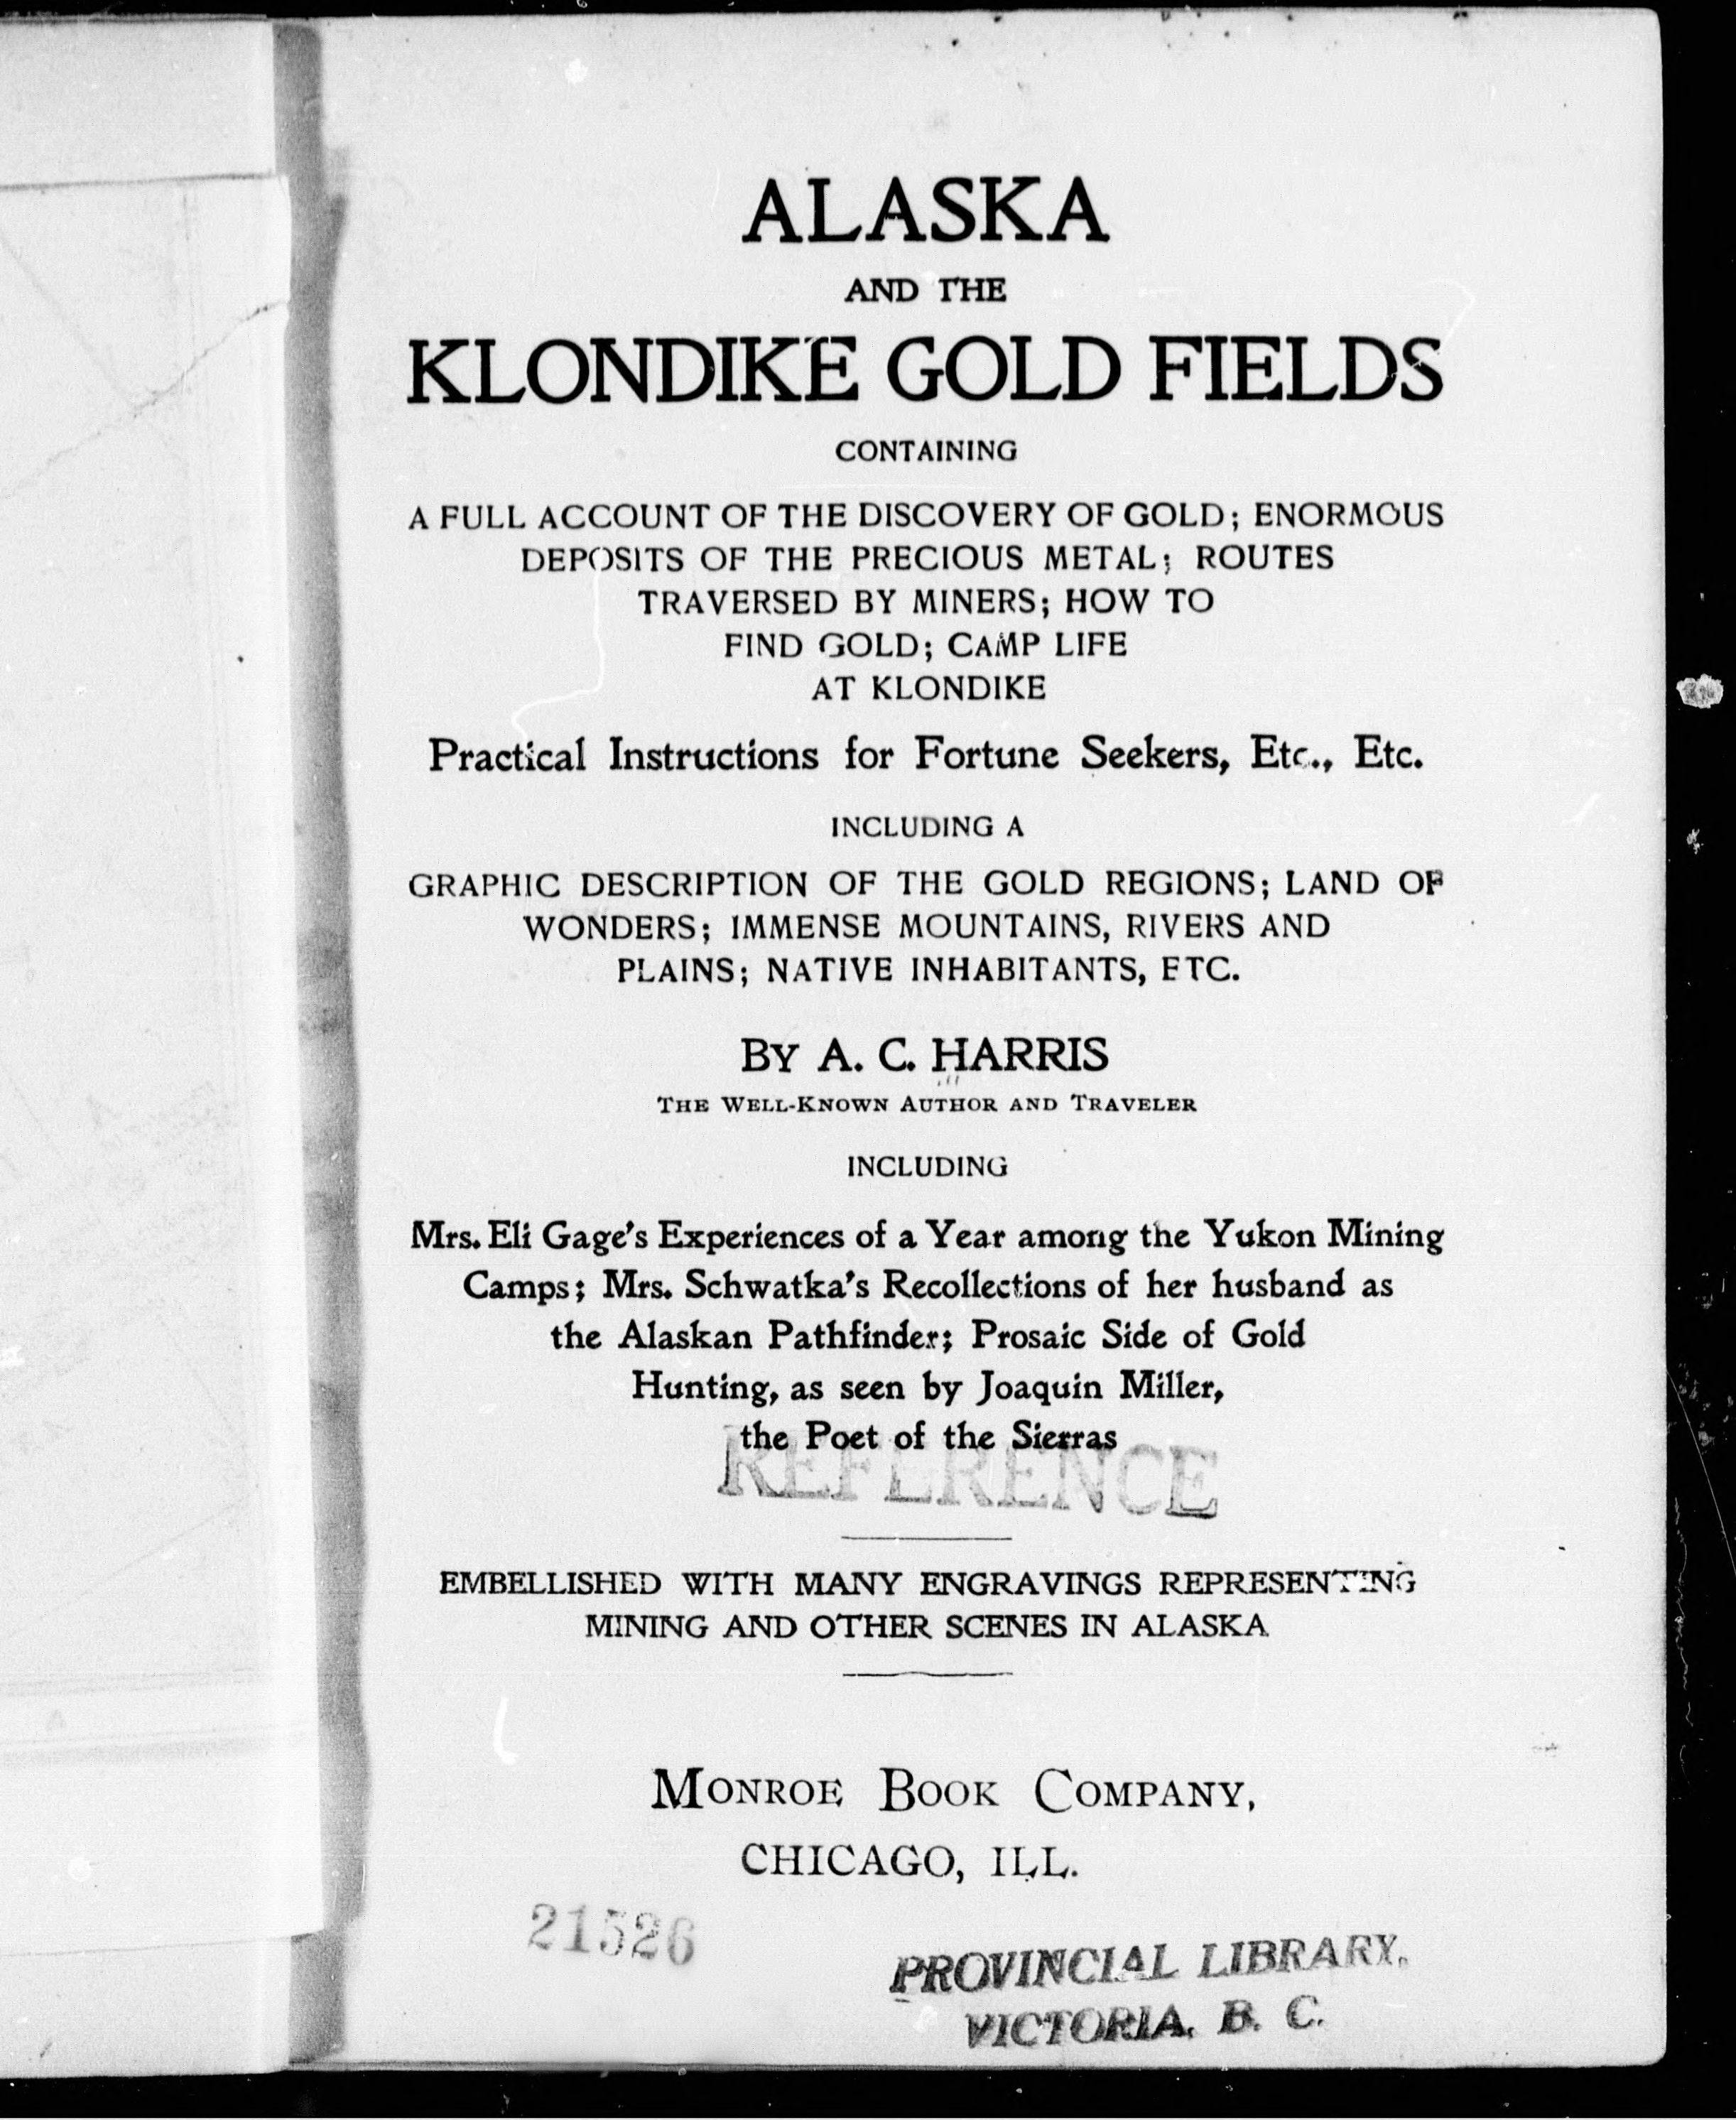 ALASKA
AND THE
KLONDIKE GOLD FIELDS
CONTAINING
A FULL ACCOUNT OF THE DISCOVERY OF GOLD; ENORMOUS
DEPOSITS OF THE PRECIOUS METAL; ROUTES
TRAVERSED BY MINERS; HOW TO
FIND GOLD; CAMP LIFE
AT KLONDIKE
Practical Instructions for Fortune Seekers, Etc., Etc.
INCLUDING A
GRAPHIC DESCRIPTION OF THE GOLD REGIONS; LAND OF
WONDERS; IMMENSE MOUNTAINS, RIVERS AND
PLAINS; NATIVE INHABITANTS, ETC.
BY A. C. HARRIS
THE WELL-KNOWN AUTHOR AND TRAVELER
INCLUDING
Mrs. Eli Gage's Experiences of a Year among the Yukon Mining
Camps; Mrs. Schwatka's Recollections of her husband as
the Alaskan Pathfinder; Prosaic Side of Gold
Hunting, as seen by Joaquin Miller,
the Poet of the Sierras
REFERENCE
EMBELLISHED WITH MANY ENGRAVINGS REPRESENTING
MINING AND OTHER SCENES IN ALASKA
MONROE BOOK COMPANY,
CHICAGO, ILL.
21526
PROVINCIAL LIBRARY,
VICTORIA, B. C.